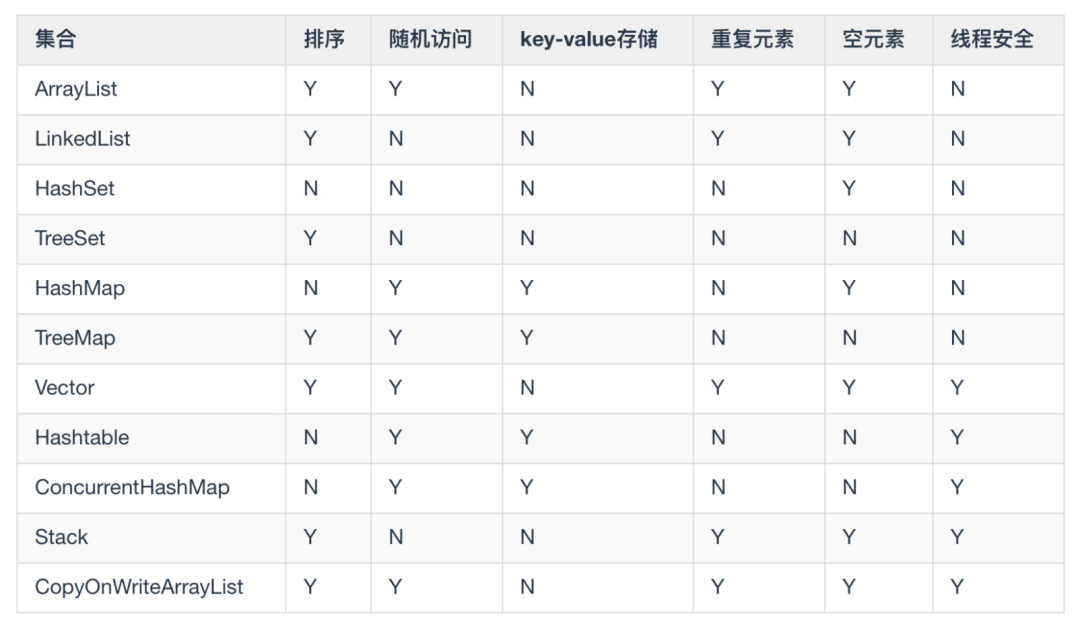 集合 排序 随机访问 key-value存储 重复元素 空元素 线程安全
ArrayList Y Y N Y Y N
LinkedList Y N N Y Y N
HashSet N N N N Y N
TreeSet Y N N N N N
HashMap N Y Y N Y N
TreeMap Y Y Y N N N
Vector Y Y N Y Y Y
Hashtable N Y Y N N Y
ConcurrentHashMap N Y Y N N Y
Stack Y N N Y Y Y
CopyOnWriteArrayList Y Y N Y Y Y